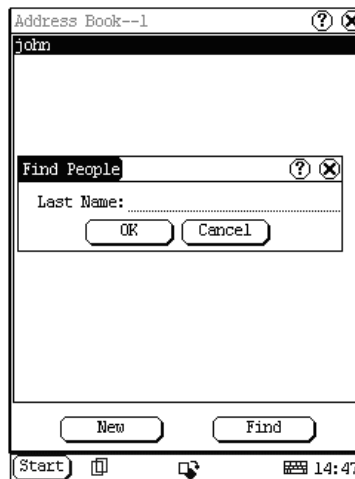 Address Book--1
john
Find People
Last Name:
OK Cancel
New Find
Start 14:47